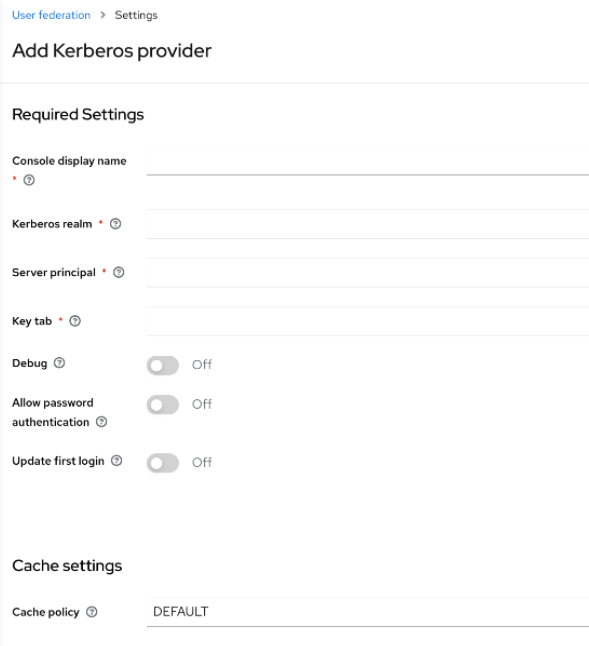 User federation > Settings
Add Kerberos provider
Required Settings
Console display name
*
Kerberos realm *
Server principal *
Key tab *
Debug Off
Allow password
authentication Off
Update first login Off
Cache settings
Cache policy DEFAULT